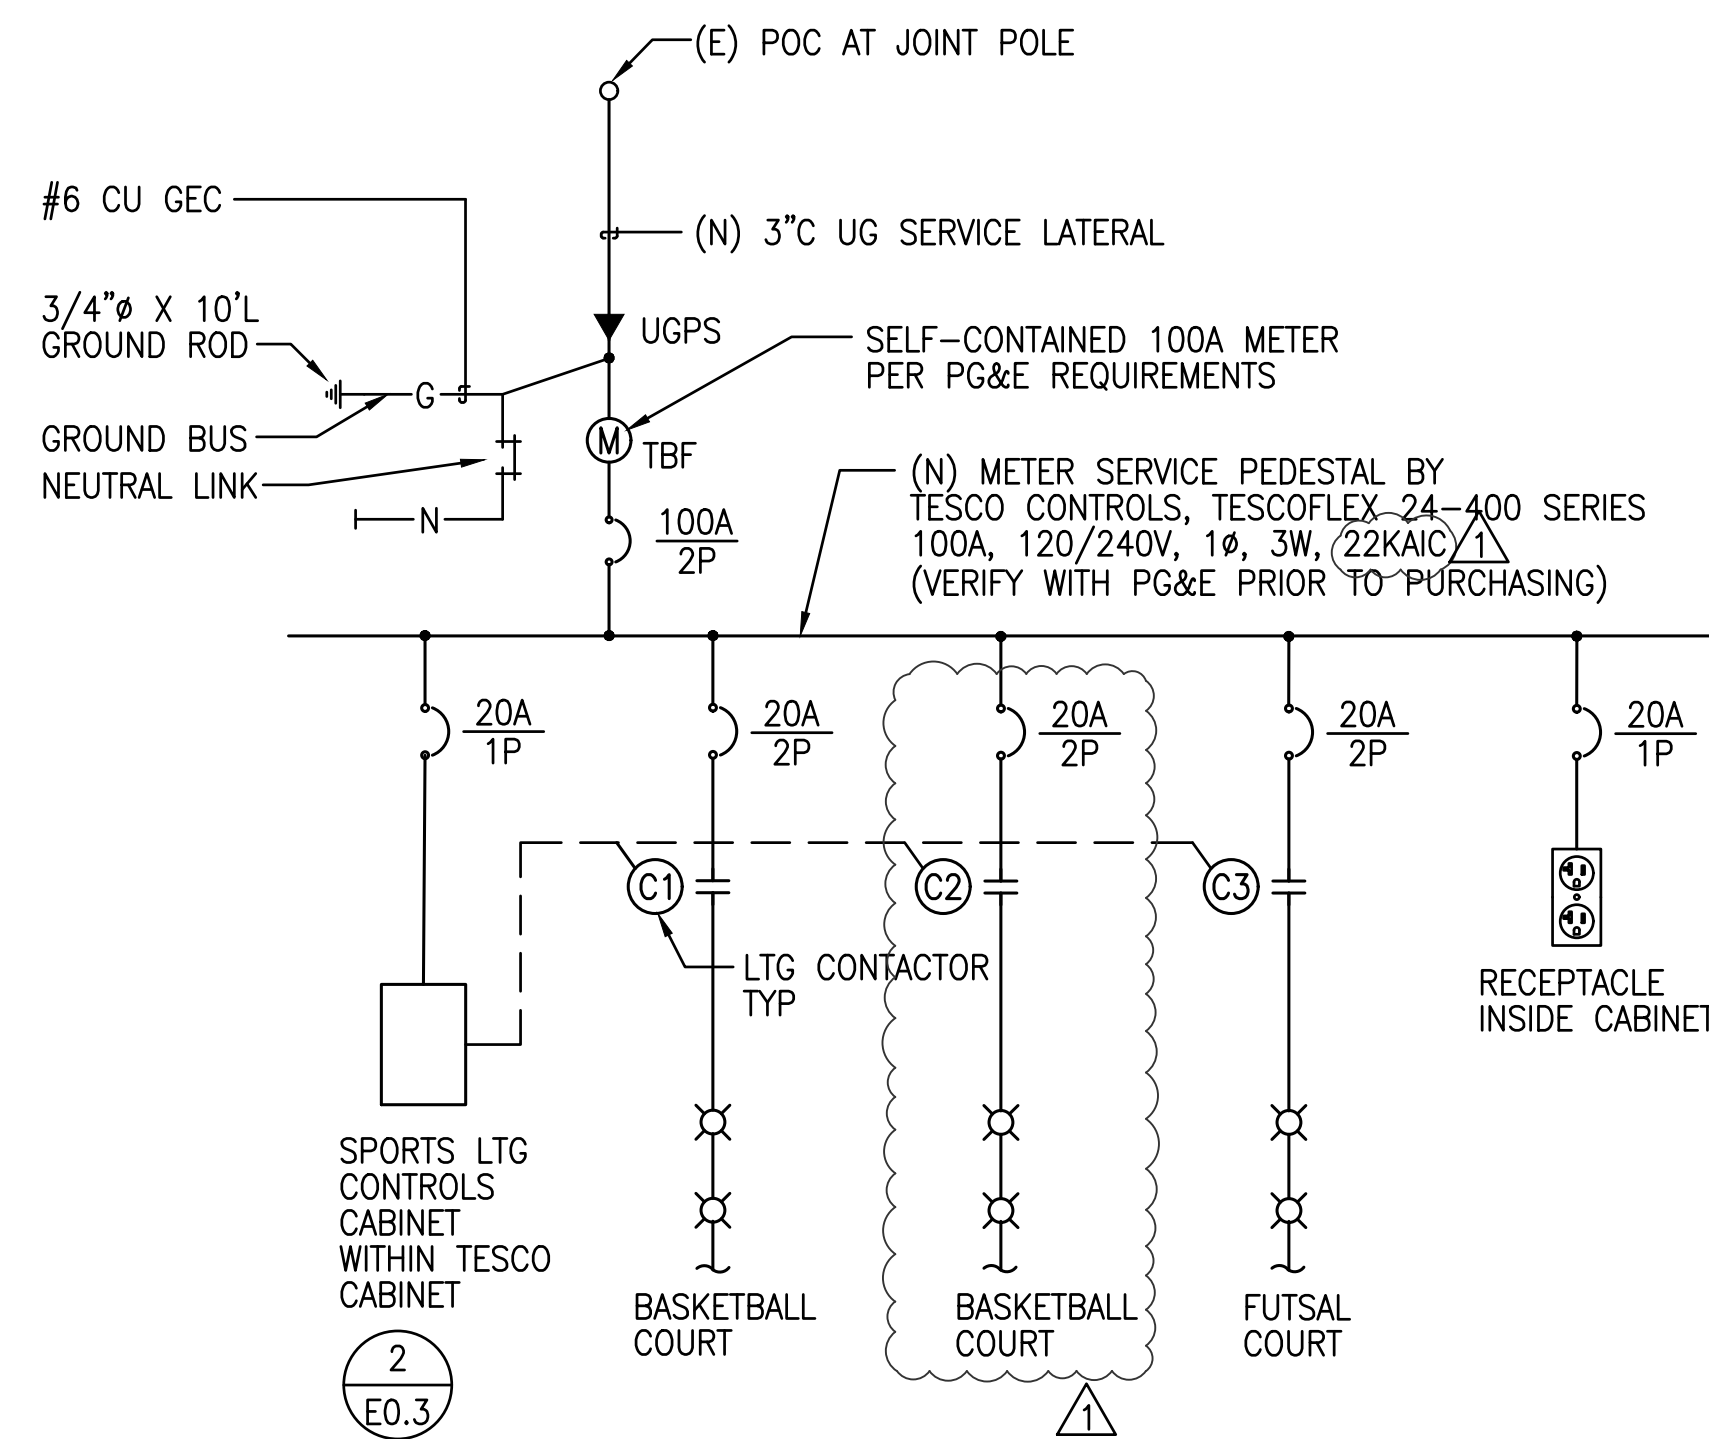 (E) POC AT JOINT POLE
#6 CU GEC
(N) 3"C UG SERVICE LATERAL
3/4"ø X 10'L
GROUND ROD
UGPS
SELF-CONTAINED 100A METER
PER PG&E REQUIREMENTS
G
GROUND BUS
M
TBF
NEUTRAL LINK
N
(N) METER SERVICE PEDESTAL BY
TESCO CONTROLS, TESCOFLEX 24-400 SERIES
100A, 120/240V, 1ø, 3W, 22KAIC 1
(VERIFY WITH PG&E PRIOR TO PURCHASING)
100A
2P
20A
1P
20A
2P
20A
2P
20A
2P
20A
1P
C1
C2
C3
LTG CONTACTOR
TYP
RECEPTACLE
INSIDE CABINET
SPORTS LTG
CONTROLS
CABINET
WITHIN TESCO
CABINET
BASKETBALL
COURT
BASKETBALL
COURT
FUTSAL
COURT
2
E0.3
1